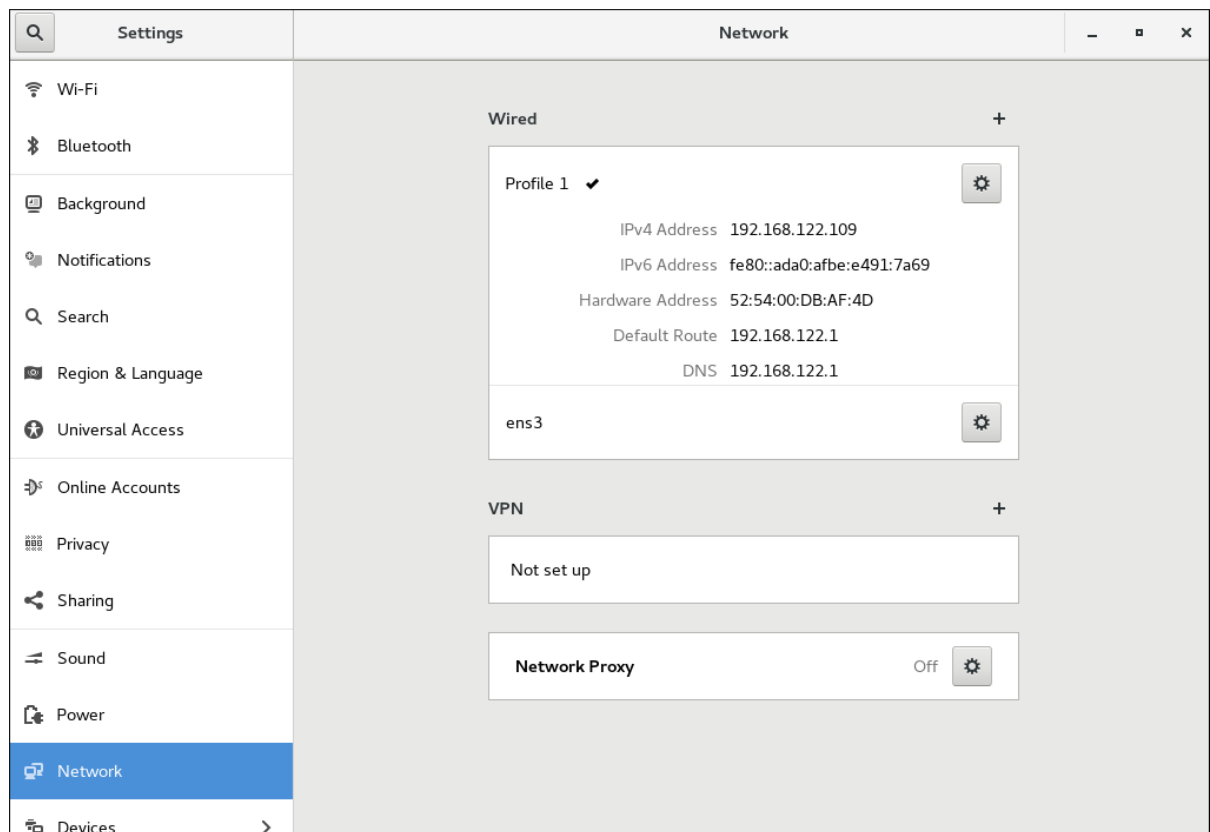 Settings
Network
Wi-Fi
Bluetooth
Background
Notifications
Search
Region & Language
Universal Access
Online Accounts
Privacy
Sharing
Sound
Power
Network
Devices
Wired
Profile 1
IPv4 Address 192.168.122.109
IPv6 Address fe80::ada0:afbe:e491:7a69
Hardware Address 52:54:00:DB:AF:4D
Default Route 192.168.122.1
DNS 192.168.122.1
ens3
VPN
Not set up
Network Proxy Off